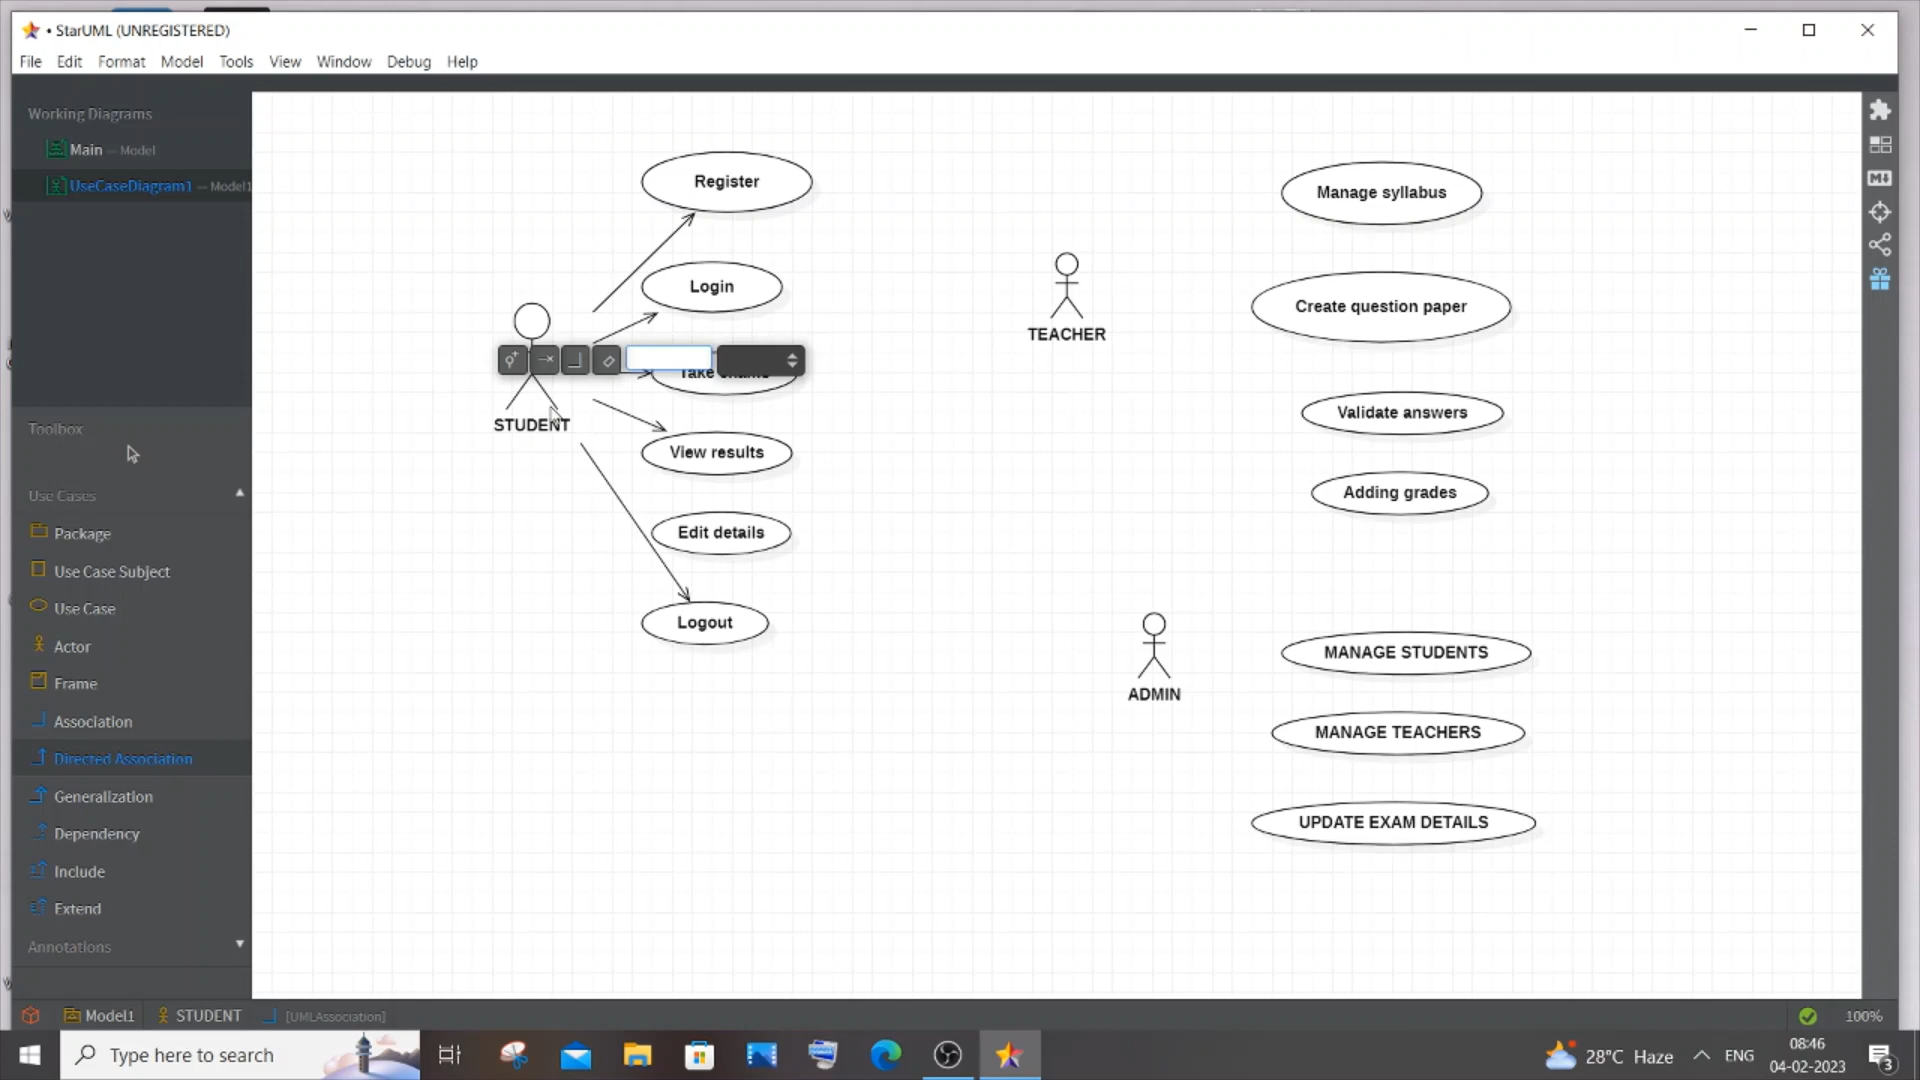 • StarUML (UNREGISTERED)
File Edit Format Model Tools View Window Debug Help
Working Diagrams
Main — Model
UseCaseDiagram1 — Model1
Toolbox
Use Cases
Package
Use Case Subject
Use Case
Actor
Frame
Association
Directed Association
Generalization
Dependency
Include
Extend
Annotations
Register
Login
Take
View results
Edit details
Logout
STUDENT
TEACHER
ADMIN
Manage syllabus
Create question paper
Validate answers
Adding grades
MANAGE STUDENTS
MANAGE TEACHERS
UPDATE EXAM DETAILS
M↓
Model1 STUDENT [UMLAssociation]
100%
Type here to search
28°C Haze
ENG
08:46
04-02-2023
3